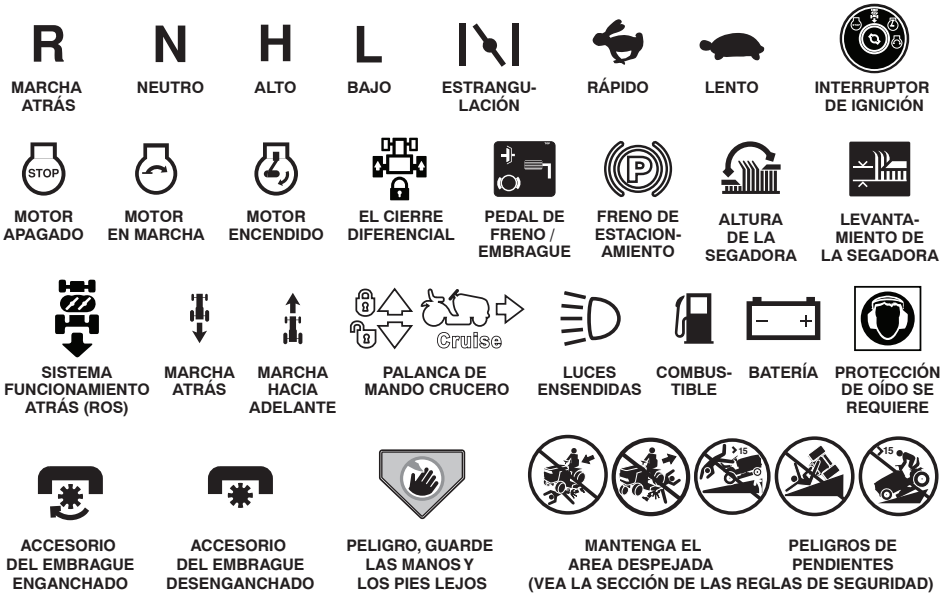 R
MARCHA
ATRÁS
N
NEUTRO
H
ALTO
L
BAJO
ESTRANGU-
LACIÓN
RÁPIDO
LENTO
INTERRUPTOR
DE IGNICIÓN
STOP
MOTOR
APAGADO
MOTOR
EN MARCHA
MOTOR
ENCENDIDO
EL CIERRE
DIFERENCIAL
PEDAL DE
FRENO /
EMBRAGUE
P
FRENO DE
ESTACION-
AMIENTO
ALTURA
DE LA
SEGADORA
LEVANTA-
MIENTO DE
LA SEGADORA
SISTEMA
FUNCIONAMIENTO
ATRÁS (ROS)
MARCHA
ATRÁS
MARCHA
HACIA
ADELANTE
Cruise
PALANCA DE
MANDO CRUCERO
LUCES
ENSENDIDAS
COMBUS-
TIBLE
- +
BATERÍA
PROTECCIÓN
DE OÍDO SE
REQUIERE
ACCESORIO
DEL EMBRAGUE
ENGANCHADO
ACCESORIO
DEL EMBRAGUE
DESENGANCHADO
PELIGRO, GUARDE
LAS MANOS Y
LOS PIES LEJOS
>15
>15
MANTENGA EL
AREA DESPEJADA
PELIGROS DE
PENDIENTES
(VEA LA SECCIÓN DE LAS REGLAS DE SEGURIDAD)